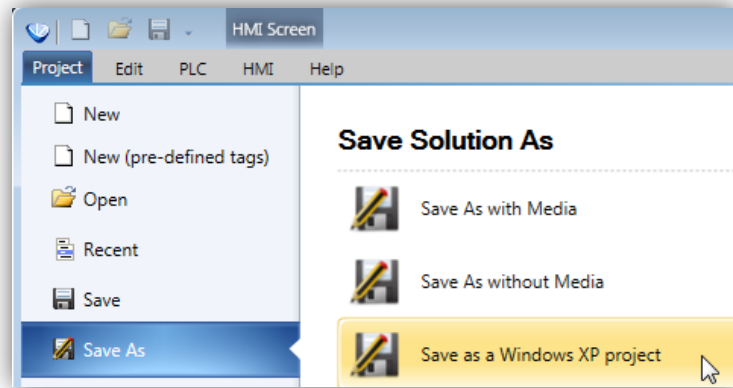 HMI Screen
Project Edit PLC HMI Help
New
New (pre-defined tags)
Open
Recent
Save
Save As
Save Solution As
Save As with Media
Save As without Media
Save as a Windows XP project